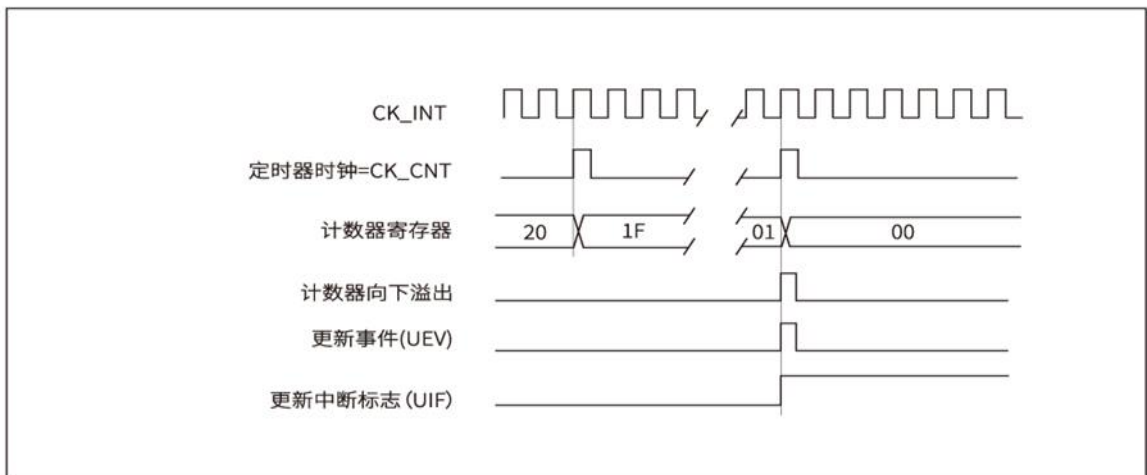 CK_INT
定时器时钟=CK_CNT
计数器寄存器
20 1F 01 00
计数器向下溢出
更新事件(UEV)
更新中断标志(UIF)